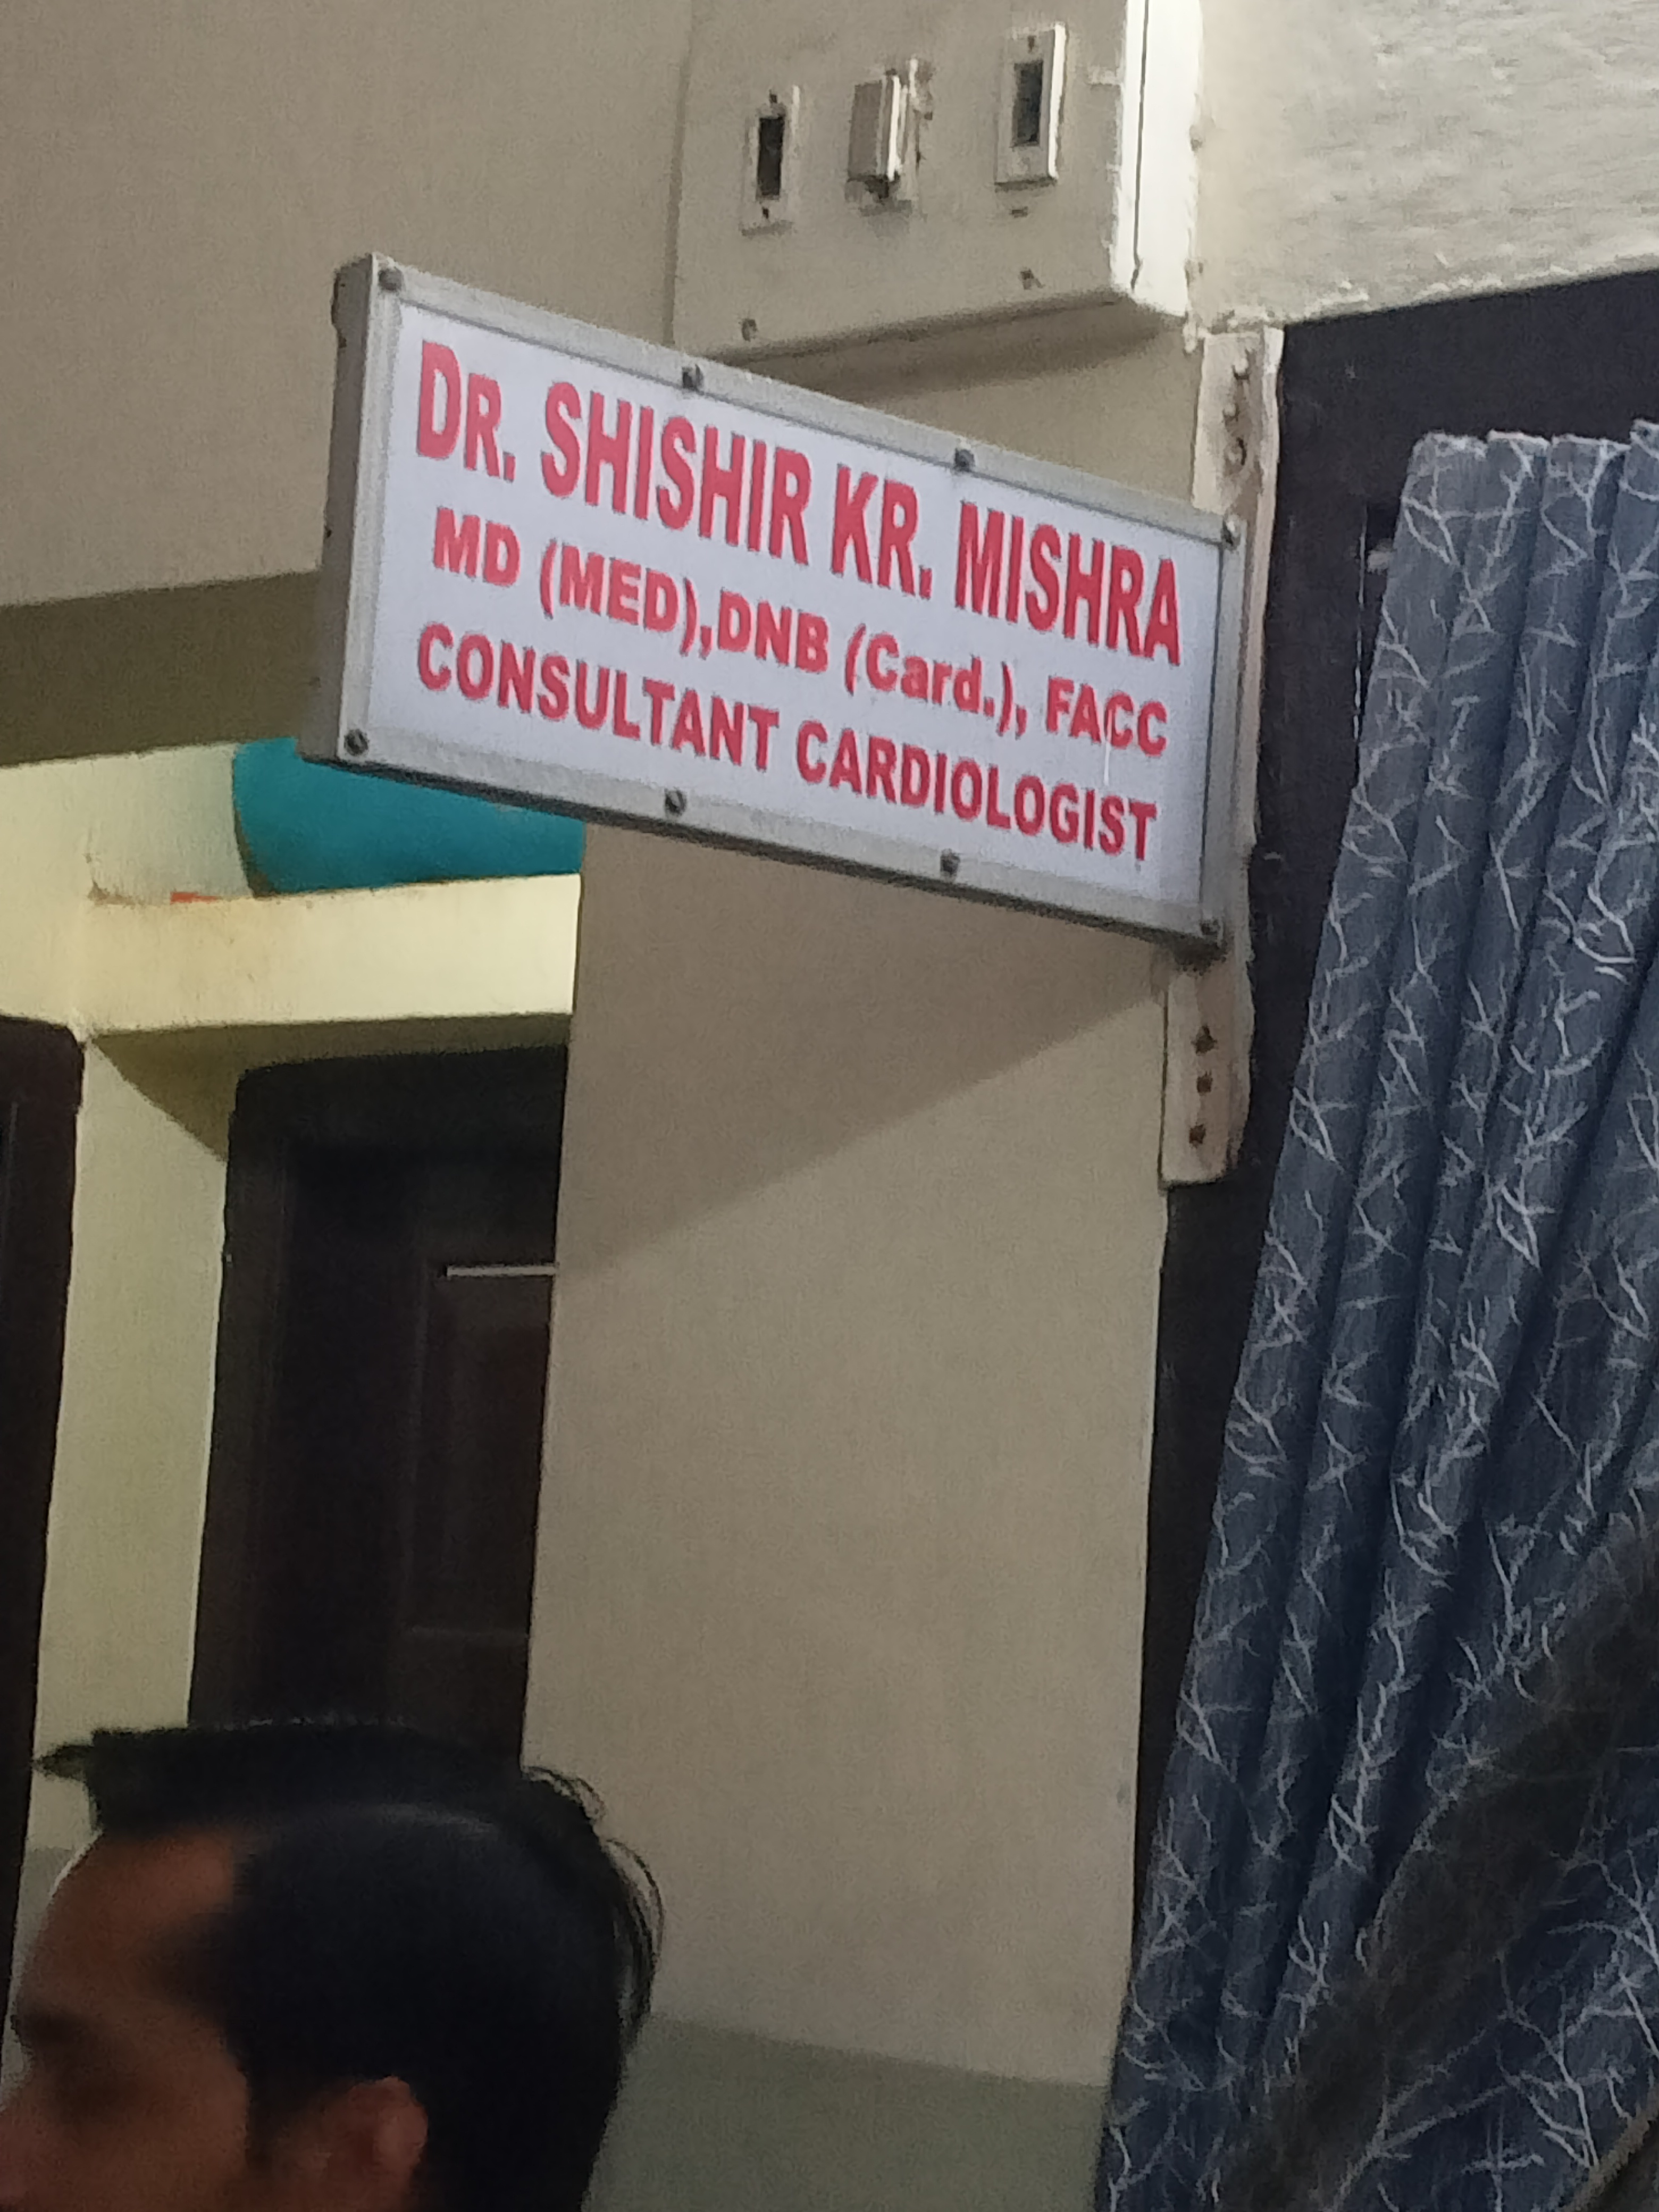 DR. SHISHIR KR. MISHRA
MD (MED),DNB (Card.), FACC
CONSULTANT CARDIOLOGIST